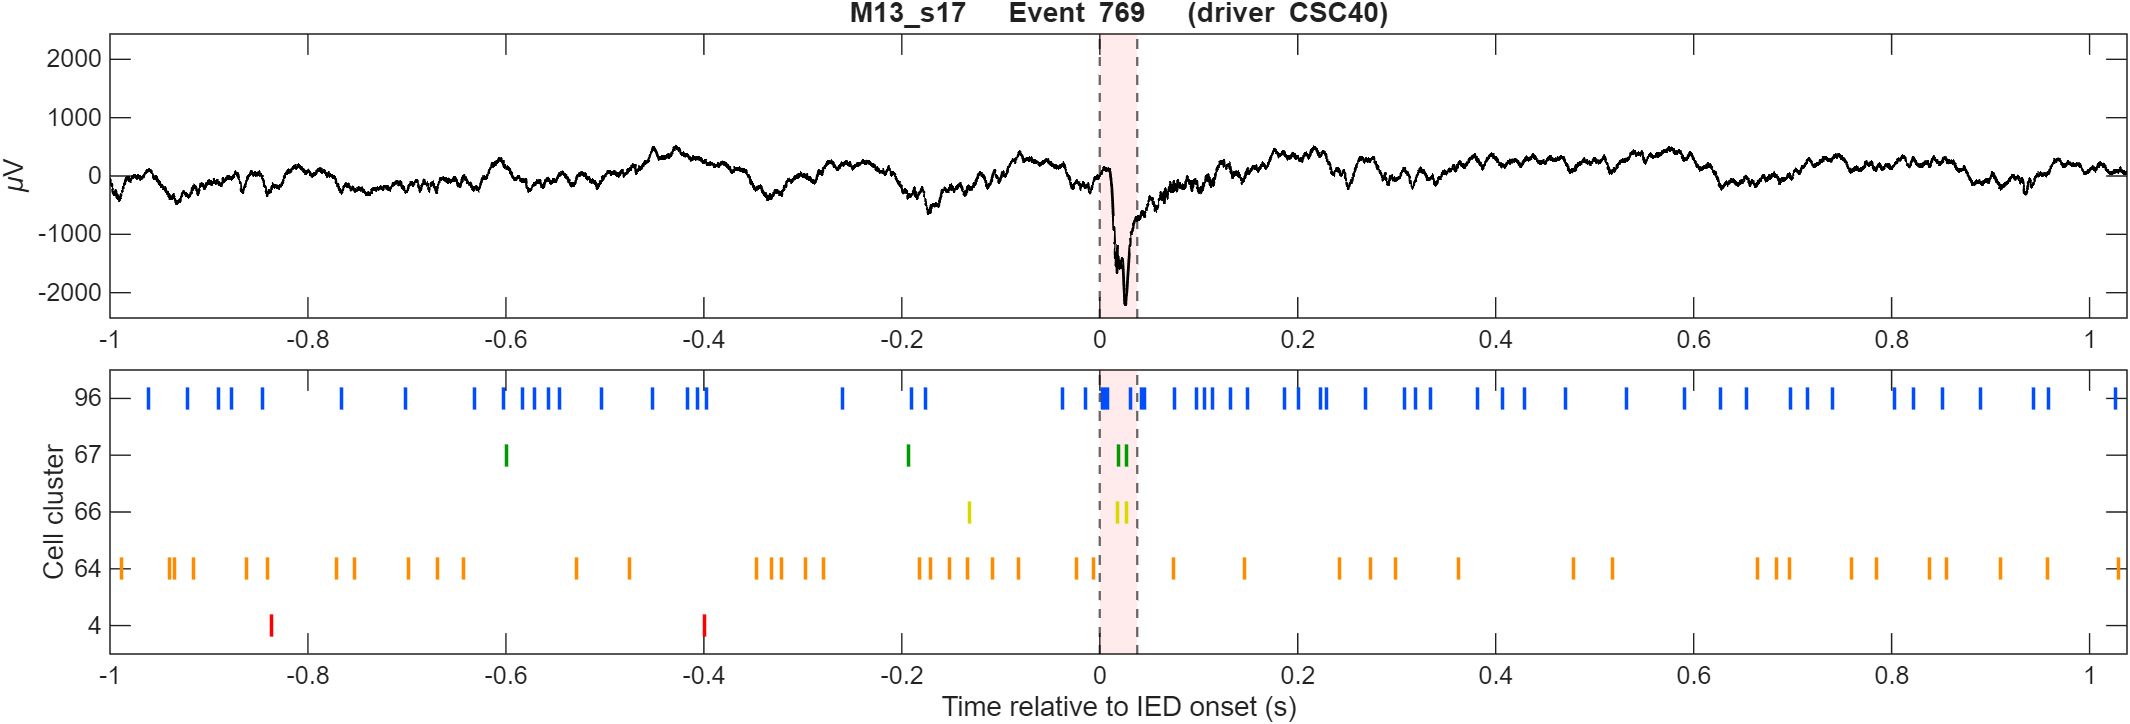 M13_s17 Event 769 (driver CSC40)
2000
1000
0
-1000
-2000
µV
-1 -0.8 -0.6 -0.4 -0.2 0 0.2 0.4 0.6 0.8 1
96
67
66
64
4
Cell cluster
-1 -0.8 -0.6 -0.4 -0.2 0 0.2 0.4 0.6 0.8 1
Time relative to IED onset (s)